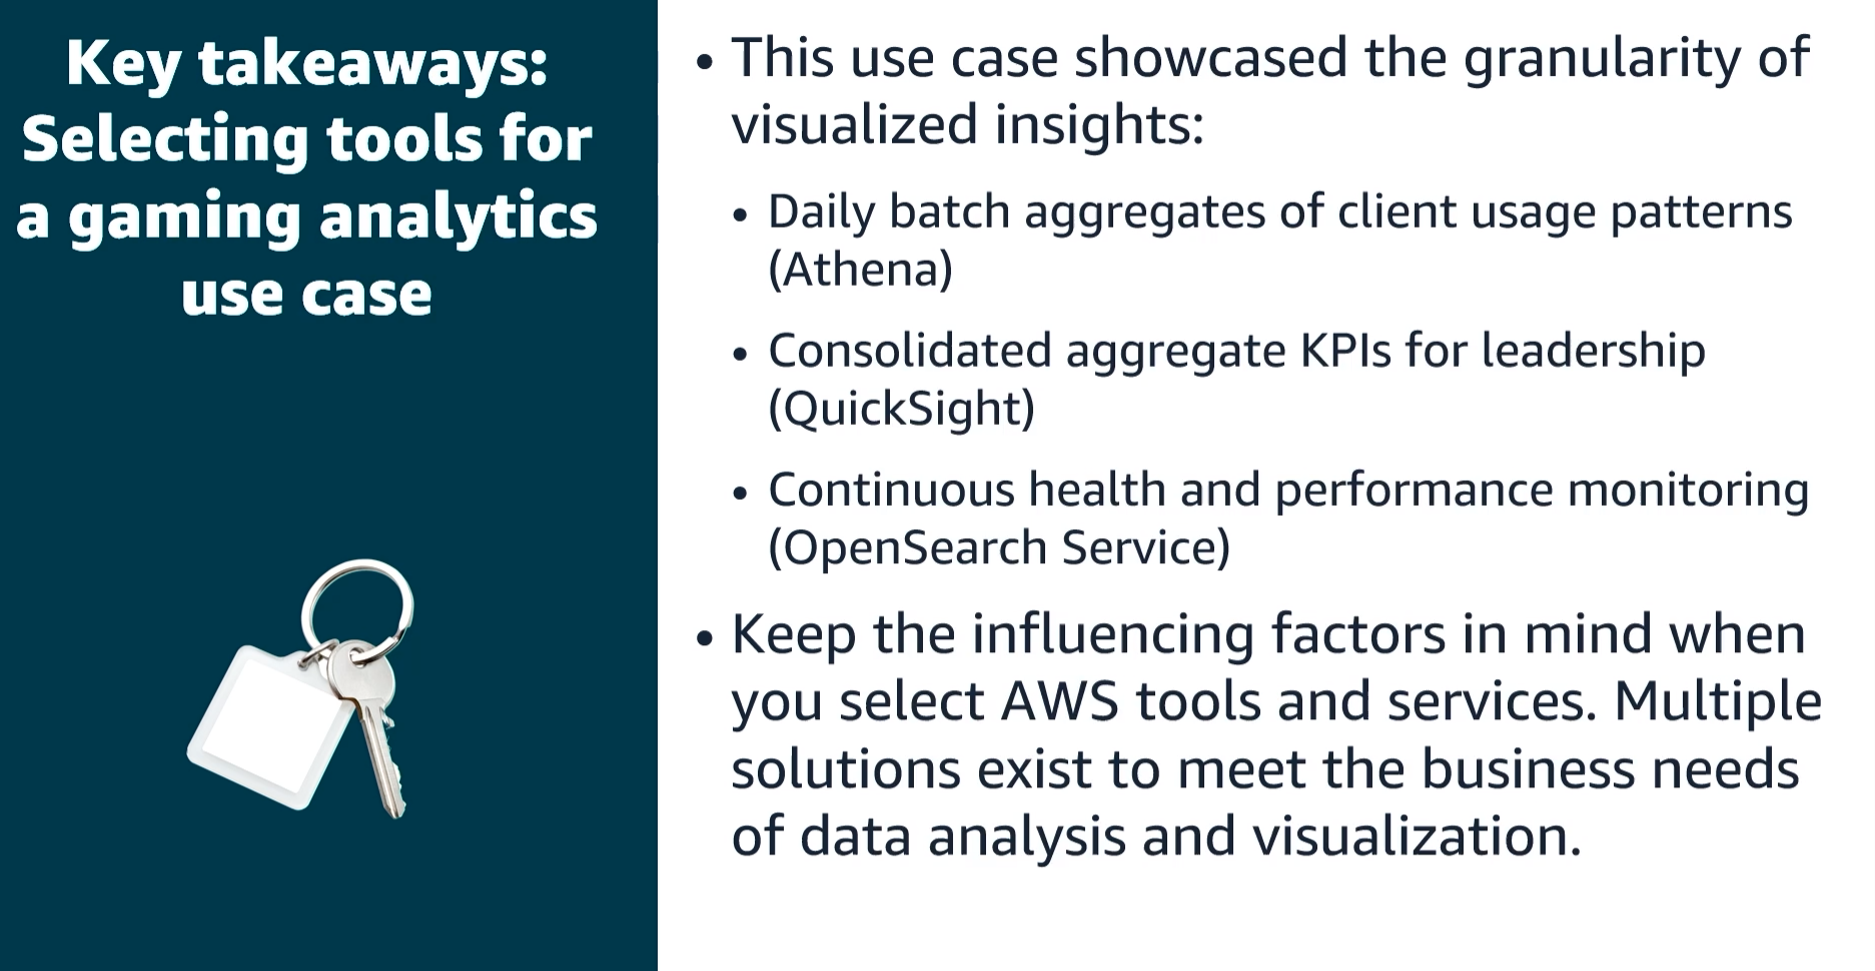 Key takeaways:
Selecting tools for
a gaming analytics
use case
• This use case showcased the granularity of
visualized insights:
• Daily batch aggregates of client usage patterns
(Athena)
• Consolidated aggregate KPIs for leadership
(QuickSight)
• Continuous health and performance monitoring
(OpenSearch Service)
• Keep the influencing factors in mind when
you select AWS tools and services. Multiple
solutions exist to meet the business needs
of data analysis and visualization.